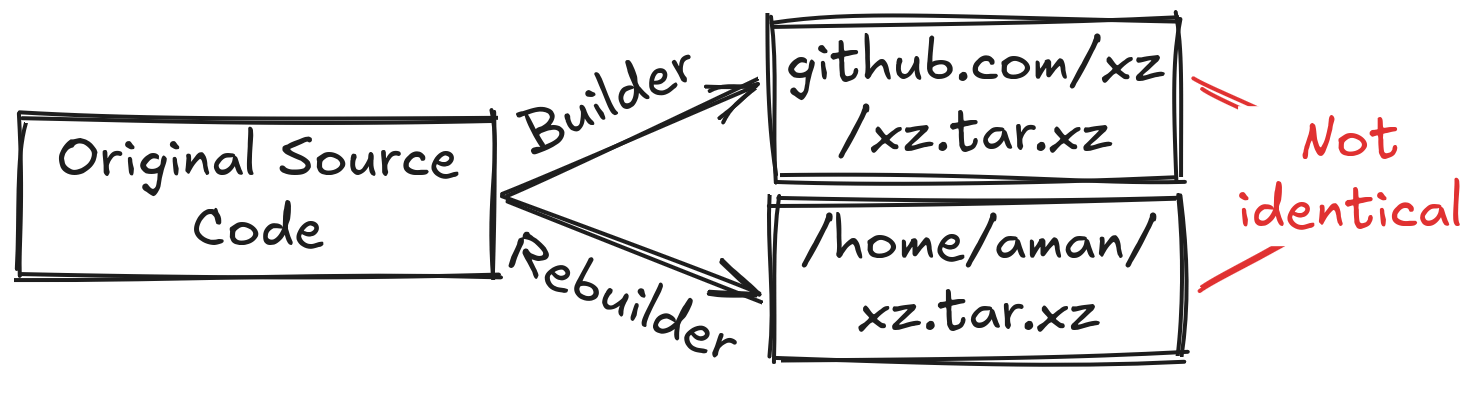 Original Source
Code
Builder
github.com/xz
/xz.tar.xz
Rebuilder
/home/aman/
xz.tar.xz
Not
identical